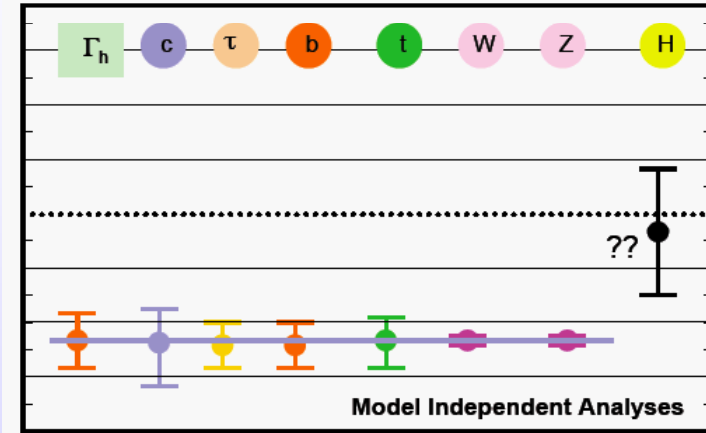 Γh c τ b t W Z H
??
Model Independent Analyses